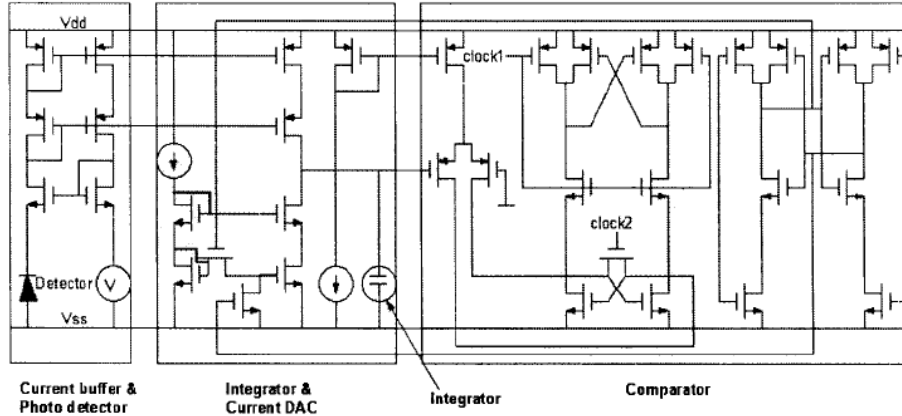 Vdd
clock1
clock2
Detector
V
Vss
Current buffer &
Photo detector
Integrator &
Current DAC
Integrator
Comparator